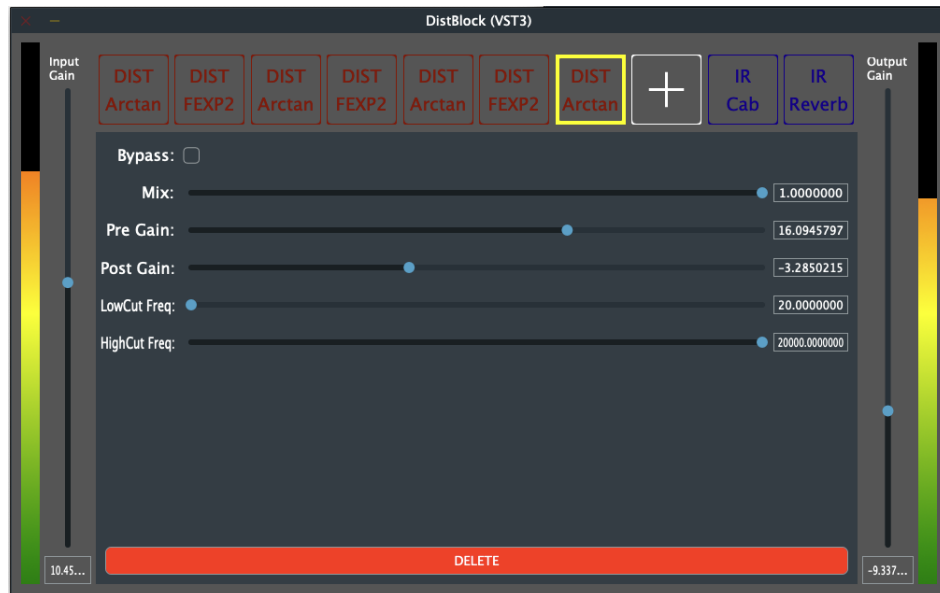 DistBlock (VST3)
Input
Gain
DIST
Arctan
DIST
FEXP2
DIST
Arctan
DIST
FEXP2
DIST
Arctan
DIST
FEXP2
DIST
Arctan
IR
Cab
IR
Reverb
Output
Gain
Bypass:
Mix:
1.0000000
Pre Gain:
16.0945797
Post Gain:
-3.2850215
LowCut Freq:
20.0000000
HighCut Freq:
20000.0000000
DELETE
10.45...
-9.337...